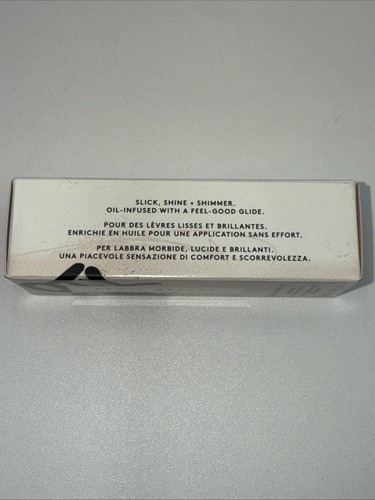 SLICK, SHINE + SHIMMER.
OIL-INFUSED WITH A FEEL-GOOD GLIDE.
POUR DES LÈVRES LISSES ET BRILLANTES.
ENRICHIE EN HUILE POUR UNE APPLICATION SANS EFFORT.
PER LABBRA MORBIDE, LUCIDE E BRILLANTI.
UNA PIACEVOLE SENSAZIONE DI COMFORT E SCORREVOLEZZA.